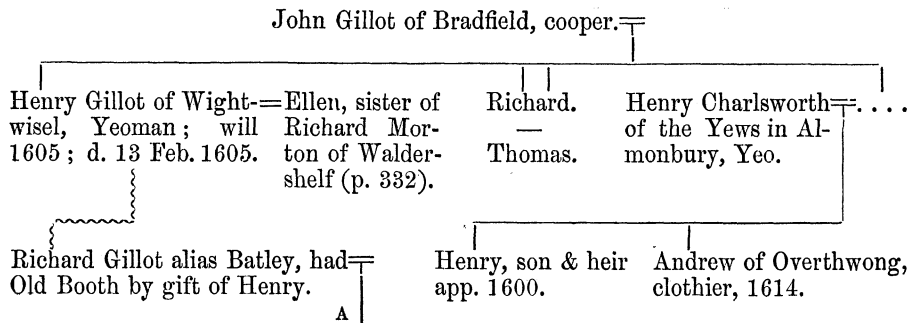 John Gillot of Bradfield, cooper.
Henry Gillot of Wight-
wisel, Yeoman; will
1605; d. 13 Feb. 1605.
Ellen, sister of
Richard Mor-
ton of Walder-
shelf (p. 332).
Richard.
—
Thomas.
Henry Charlsworth
of the Yews in Al-
monbury, Yeo.
....
Richard Gillot alias Batley, had
Old Booth by gift of Henry.
A
Henry, son & heir
app. 1600.
Andrew of Overthwong,
clothier, 1614.